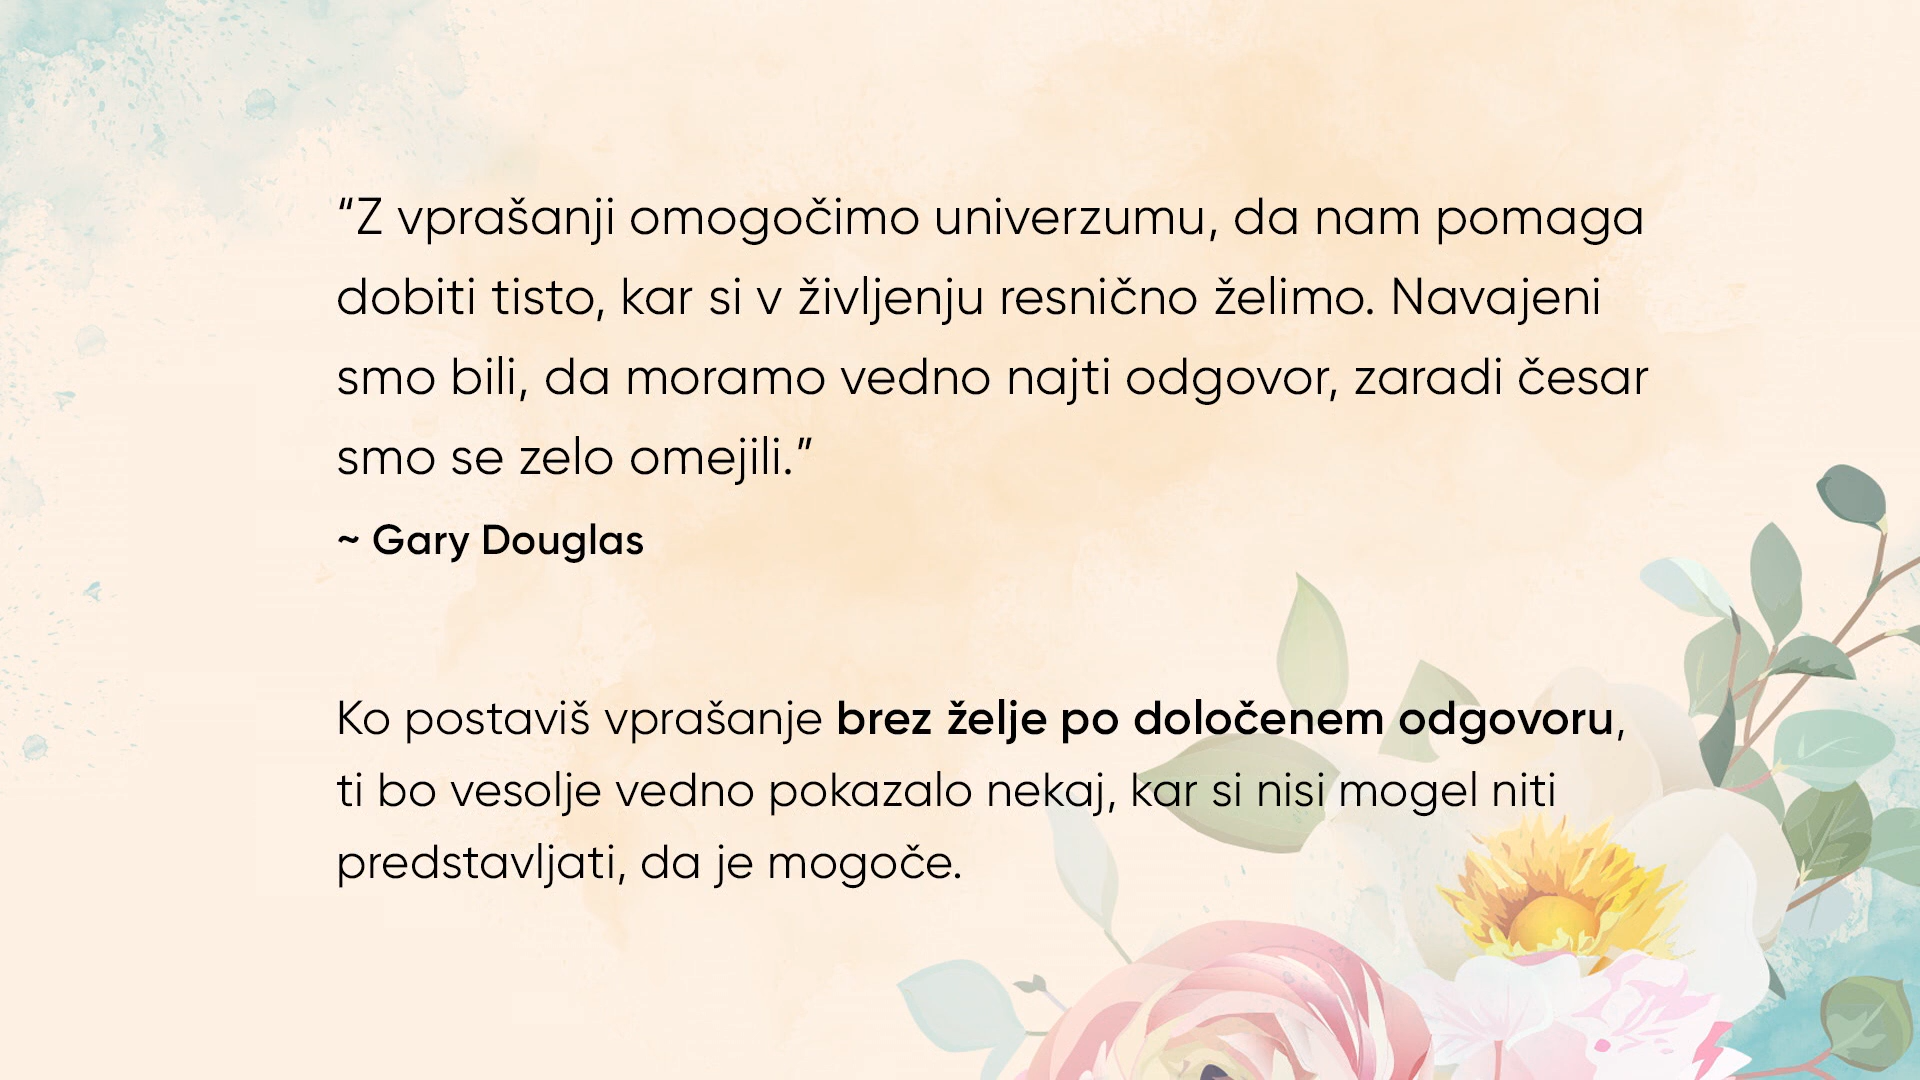 “Z vprašanji omogočimo univerzumu, da nam pomaga
dobiti tisto, kar si v življenju resnično želimo. Navajeni
smo bili, da moramo vedno najti odgovor, zaradi česar
smo se zelo omejili.”
~ Gary Douglas
Ko postaviš vprašanje brez želje po določenem odgovoru,
ti bo vesolje vedno pokazalo nekaj, kar si nisi mogel niti
predstavljati, da je mogoče.